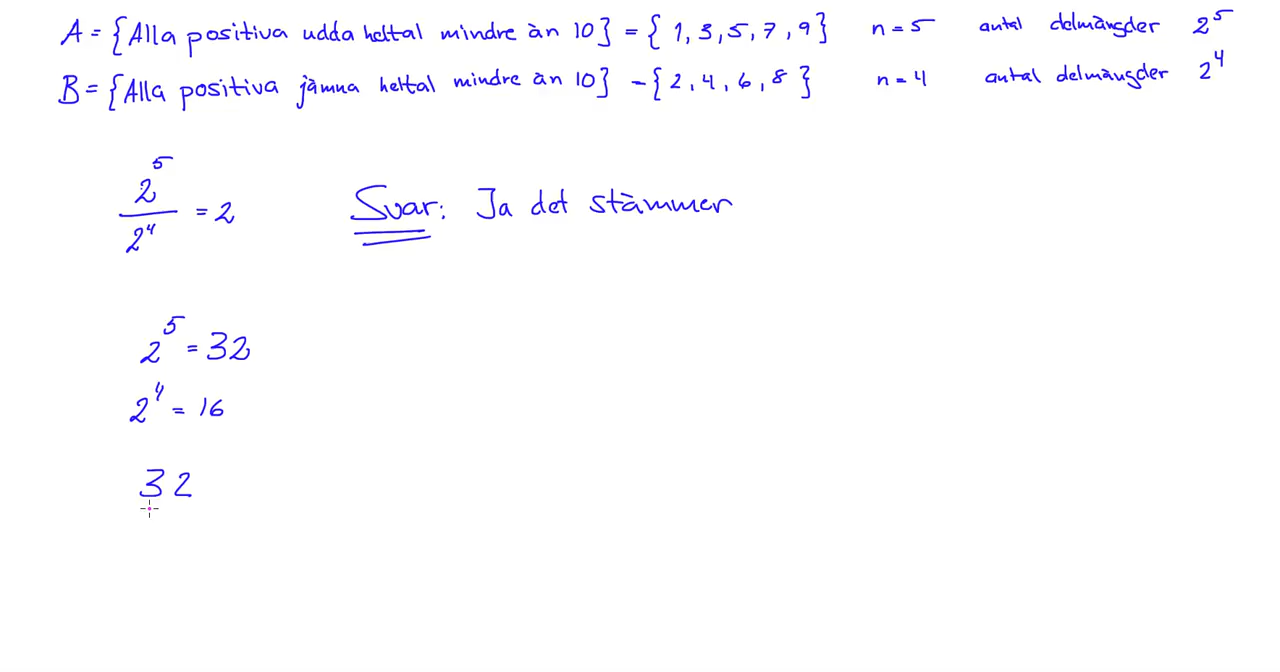 A = {Alla positiva udda heltal mindre än 10} = {1, 3, 5, 7, 9} n = 5 antal delmängder 2^5
B = {Alla positiva jämna heltal mindre än 10} = {2, 4, 6, 8} n = 4 antal delmängder 2^4
2^5 / 2^4 = 2 Svar: Ja det stämmer
2^5 = 32
2^4 = 16
32